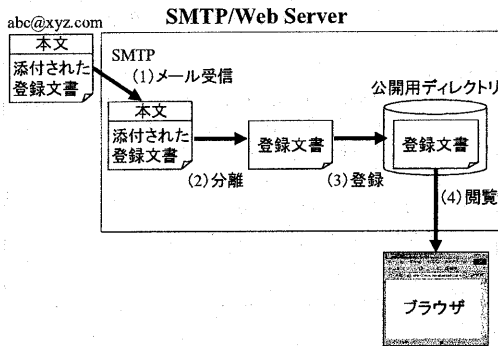 SMTP/Web Server
abc@xyz.com
本文
添付された
登録文書
SMTP
(1)メール受信
本文
添付された
登録文書
(2)分離
登録文書
(3)登録
公開用ディレクトリ
登録文書
(4)閲覧
ブラウザ